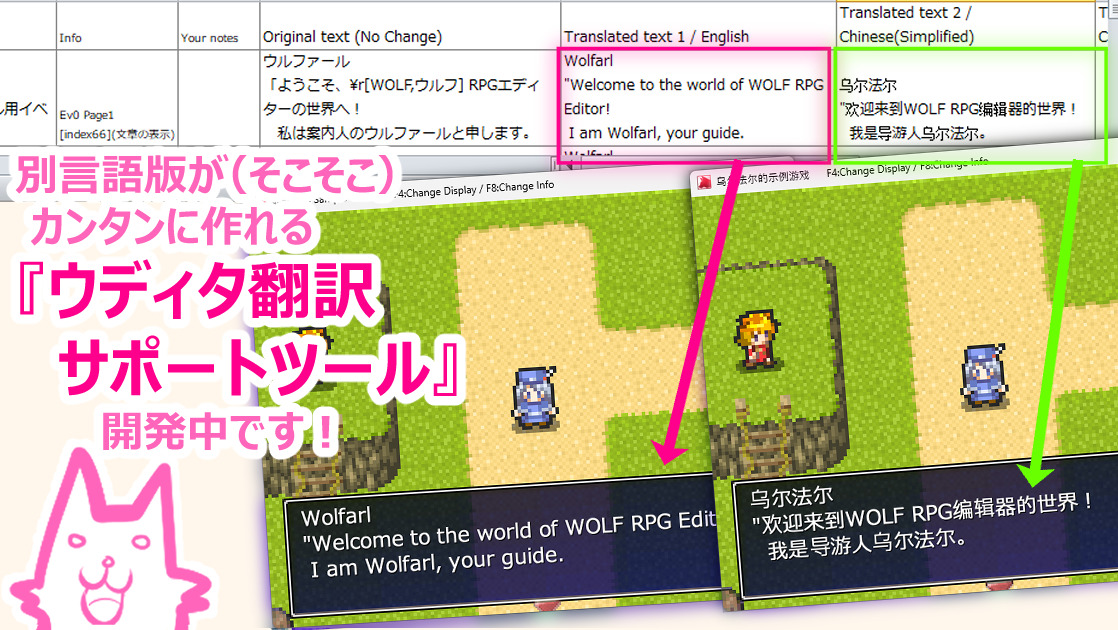 Info
Your notes
Original text (No Change)
Translated text 1 / English
Translated text 2 /
Chinese(Simplified)
ル用イベ
Ev0 Page1
[index66](文章の表示)
ウルファール
「ようこそ、¥r[WOLF,ウルフ] RPGエディ
ターの世界へ！
私は案内人のウルファールと申します。
Wolfarl
"Welcome to the world of WOLF RPG
Editor!
I am Wolfarl, your guide.
Wolfarl
乌尔法尔
"欢迎来到WOLF RPG编辑器的世界！
我是导游人乌尔法尔。
別言語版が（そこそこ）
カンタンに作れる
『ウディタ翻訳
サポートツール』
開発中です！
F4:Change Display / F8:Change Info
Wolfarl
"Welcome to the world of WOLF RPG Edit
I am Wolfarl, your guide.
乌尔法尔的示例游戏 F4:Change Display / F8:Change Info
乌尔法尔
"欢迎来到WOLF RPG编辑器的世界！
我是导游人乌尔法尔。